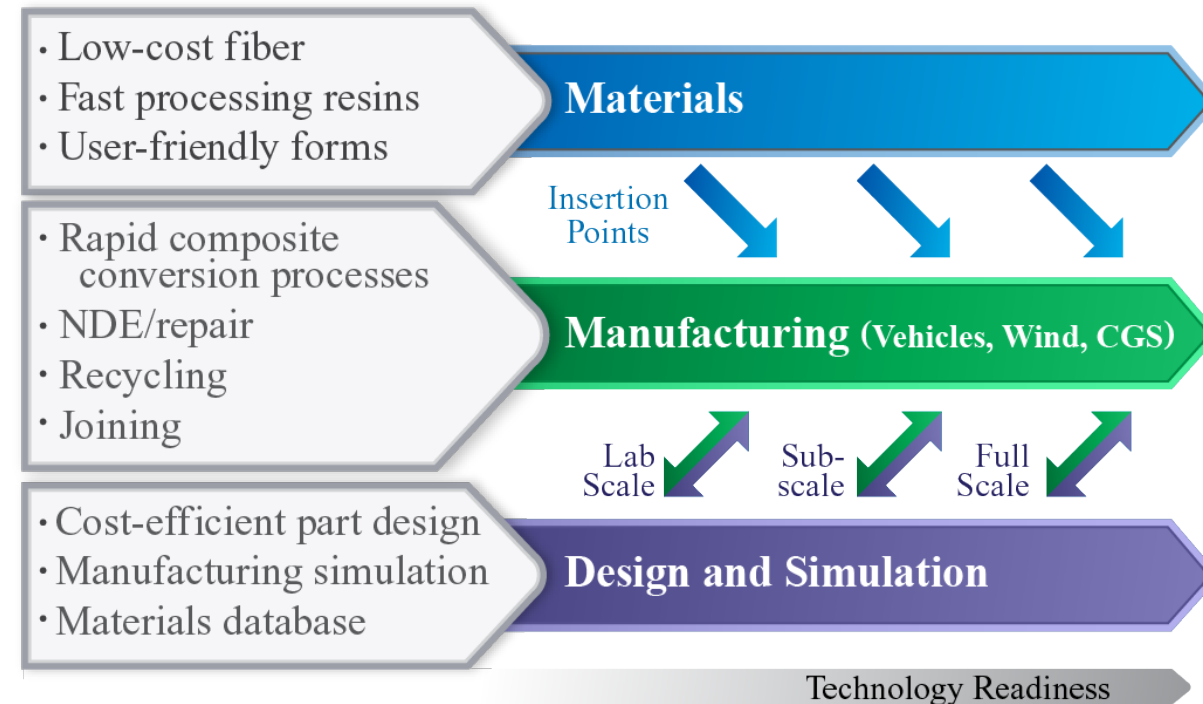 · Low-cost fiber
· Fast processing resins
· User-friendly forms
Materials
Insertion
Points
· Rapid composite
conversion processes
· NDE/repair
· Recycling
· Joining
Manufacturing (Vehicles, Wind, CGS)
Lab
Scale
Sub-
scale
Full
Scale
· Cost-efficient part design
· Manufacturing simulation
· Materials database
Design and Simulation
Technology Readiness